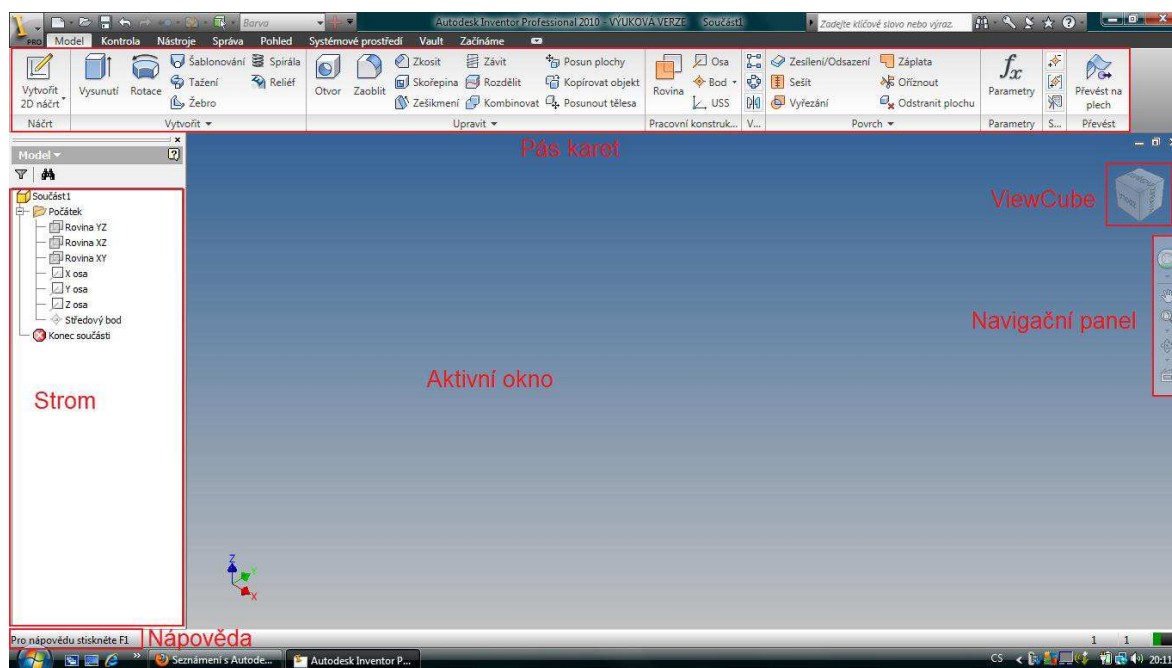 Barva
Autodesk Inventor Professional 2010 - VÝUKOVÁ VERZE Součást1
Zadejte klíčové slovo nebo výraz.
PRO Model Kontrola Nástroje Správa Pohled Systémové prostředí Vault Začínáme
Šablonování Spirála Zkosit Závit Posun plochy Osa Zesílení/Odsazení Záplata
Vytvořit 2D náčrt Vysunutí Rotace Tažení Reliéf Otvor Zaoblit Skořepina Rozdělit Kopírovat objekt Rovina Bod Sešít Oříznout Parametry Převést na plech
Žebro Zešikmení Kombinovat Posunout tělesa USS Vyřezání Odstranit plochu
Náčrt Vytvořit Upravit Pracovní konstruk... V... Povrch Parametry S... Převést
Pás karet
Model
ViewCube
Součást1
Počátek
Rovina YZ
Rovina XZ
Rovina XY
X osa
Y osa
Z osa
Středový bod
Konec součásti
Navigační panel
Aktivní okno
Strom
Z
Y
X
Pro nápovědu stiskněte F1
Nápověda
1 1
Seznámení s Autode... Autodesk Inventor P...
CS 20:11